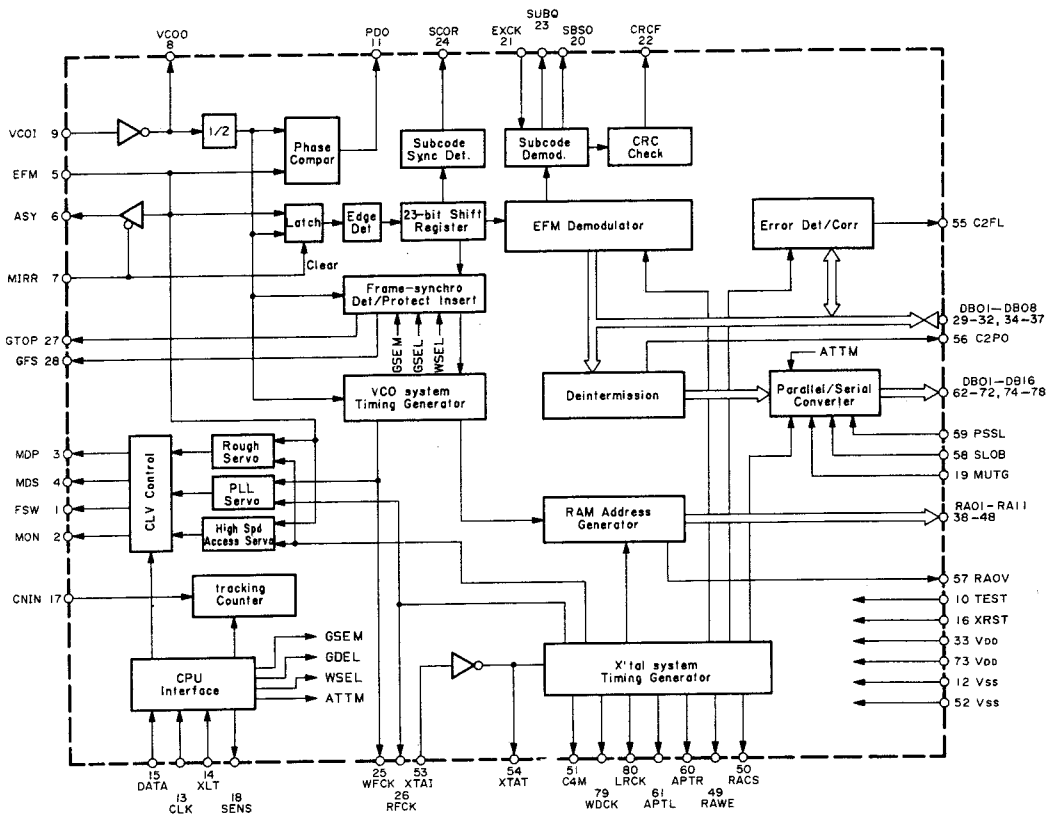 VCOO
8
PDO
11
SCOR
24
EXCK
21
SUBQ
23
SBSO
20
CRCF
22
VCOI 9
EFM 5
ASY 6
MIRR 7
GTOP 27
GFS 28
MDP 3
MDS 4
FSW 1
MON 2
CNIN 17
1/2
Phase
Compar
Subcode
Sync Det.
Subcode
Demod.
CRC
Check
Latch
Clear
Edge
Det
23-bit Shift
Register
EFM Demodulator
Error Det/Corr
Frame-synchro
Det/Protect Insert
GSEM
GSEL
WSEL
VCO system
Timing Generator
Deintermission
ATTM
Parallel/Serial
Converter
CLV Control
Rough
Servo
PLL
Servo
High Spd
Access Servo
RAM Address
Generator
tracking
Counter
CPU
Interface
GSEM
GDEL
WSEL
ATTM
X'tal system
Timing Generator
55 C2FL
DB01-DB08
29-32, 34-37
56 C2PO
DB01-DB16
62-72, 74-78
59 PSSL
58 SLOB
19 MUTG
RA01-RA11
38-48
57 RAOV
10 TEST
16 XRST
33 VDD
73 VDD
12 VSS
52 VSS
15
DATA
13
CLK
14
XLT
18
SENS
25
WFCK
26
RFCK
53
XTAI
54
XTAT
51
C4M
79
WDCK
80
LRCK
61
APTL
60
APTR
49
RAWE
50
RACS